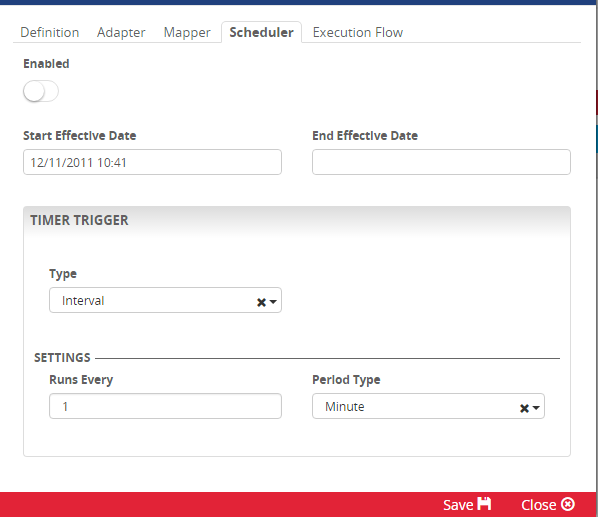 Definition Adapter Mapper Scheduler Execution Flow
Enabled
Start Effective Date End Effective Date
12/11/2011 10:41
TIMER TRIGGER
Type
Interval
SETTINGS
Runs Every Period Type
1 Minute
Save Close